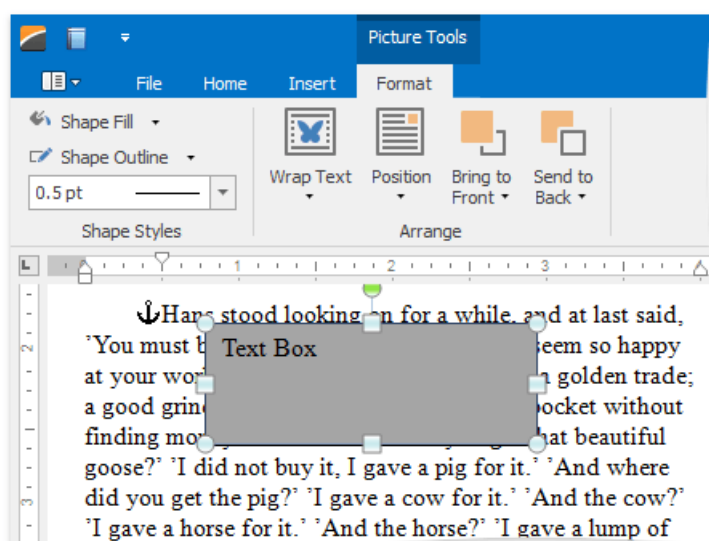 Picture Tools
File Home Insert Format
Shape Fill
Shape Outline
0.5 pt
Wrap Text Position Bring to Front Send to Back
Shape Styles Arrange
L 1 2 3
Hans stood looking on for a while, and at last said,
'You must b seem so happy
at your wor golden trade;
a good grin pocket without
finding mon hat beautiful
goose?' 'I did not buy it, I gave a pig for it.' 'And where
did you get the pig?' 'I gave a cow for it.' 'And the cow?'
'I gave a horse for it.' 'And the horse?' 'I gave a lump of
Text Box
2
3